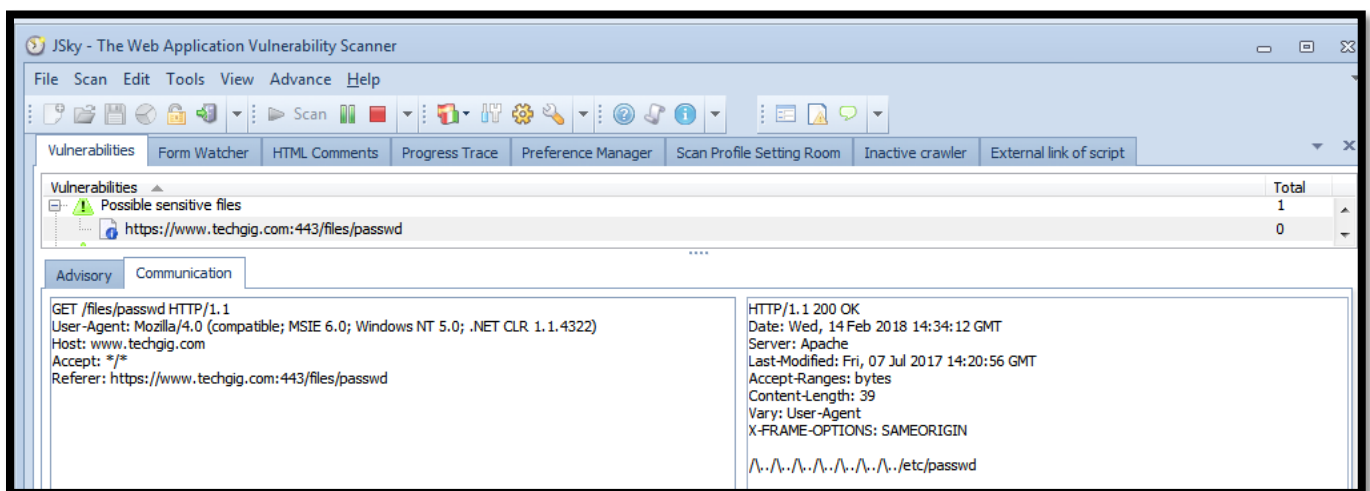 JSky - The Web Application Vulnerability Scanner
File Scan Edit Tools View Advance Help
Scan
Vulnerabilities Form Watcher HTML Comments Progress Trace Preference Manager Scan Profile Setting Room Inactive crawler External link of script
Vulnerabilities Total
Possible sensitive files 1
https://www.techgig.com:443/files/passwd 0
Advisory Communication
GET /files/passwd HTTP/1.1
User-Agent: Mozilla/4.0 (compatible; MSIE 6.0; Windows NT 5.0; .NET CLR 1.1.4322)
Host: www.techgig.com
Accept: */*
Referer: https://www.techgig.com:443/files/passwd
HTTP/1.1 200 OK
Date: Wed, 14 Feb 2018 14:34:12 GMT
Server: Apache
Last-Modified: Fri, 07 Jul 2017 14:20:56 GMT
Accept-Ranges: bytes
Content-Length: 39
Vary: User-Agent
X-FRAME-OPTIONS: SAMEORIGIN
/\../\../\../\../\../\../\../etc/passwd